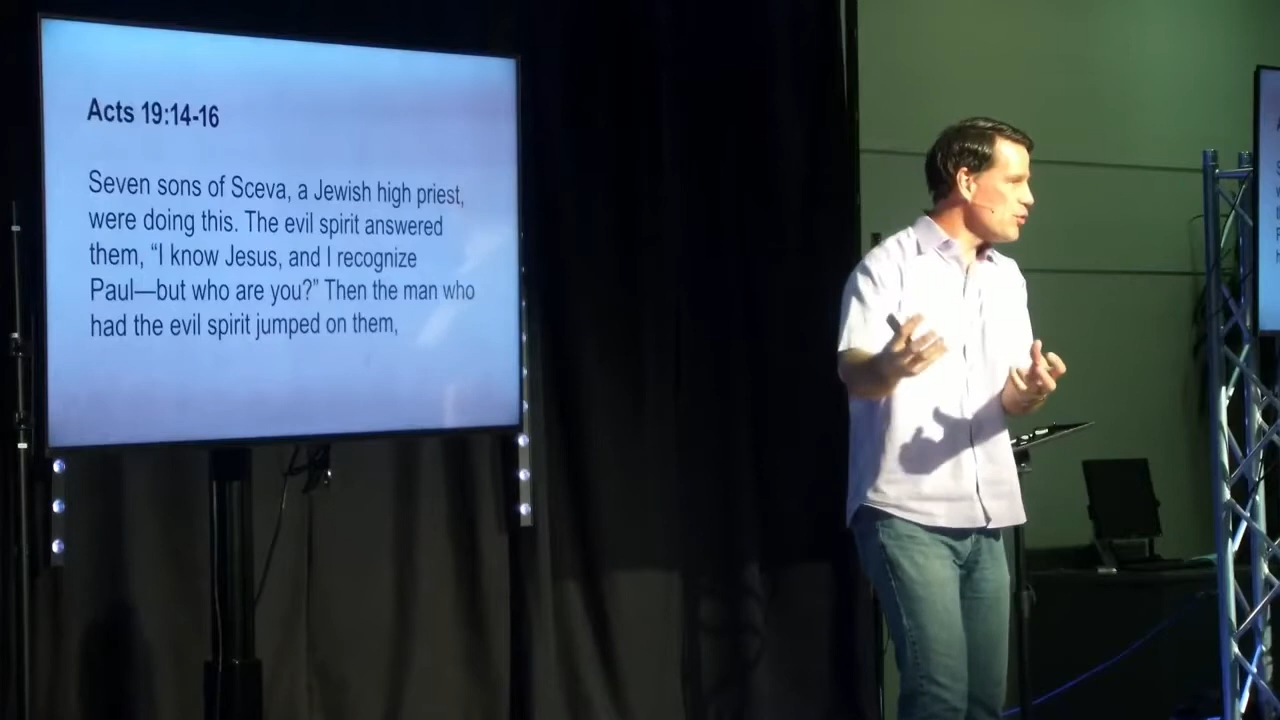 Acts 19:14-16
Seven sons of Sceva, a Jewish high priest,
were doing this. The evil spirit answered
them, “I know Jesus, and I recognize
Paul—but who are you?” Then the man who
had the evil spirit jumped on them,